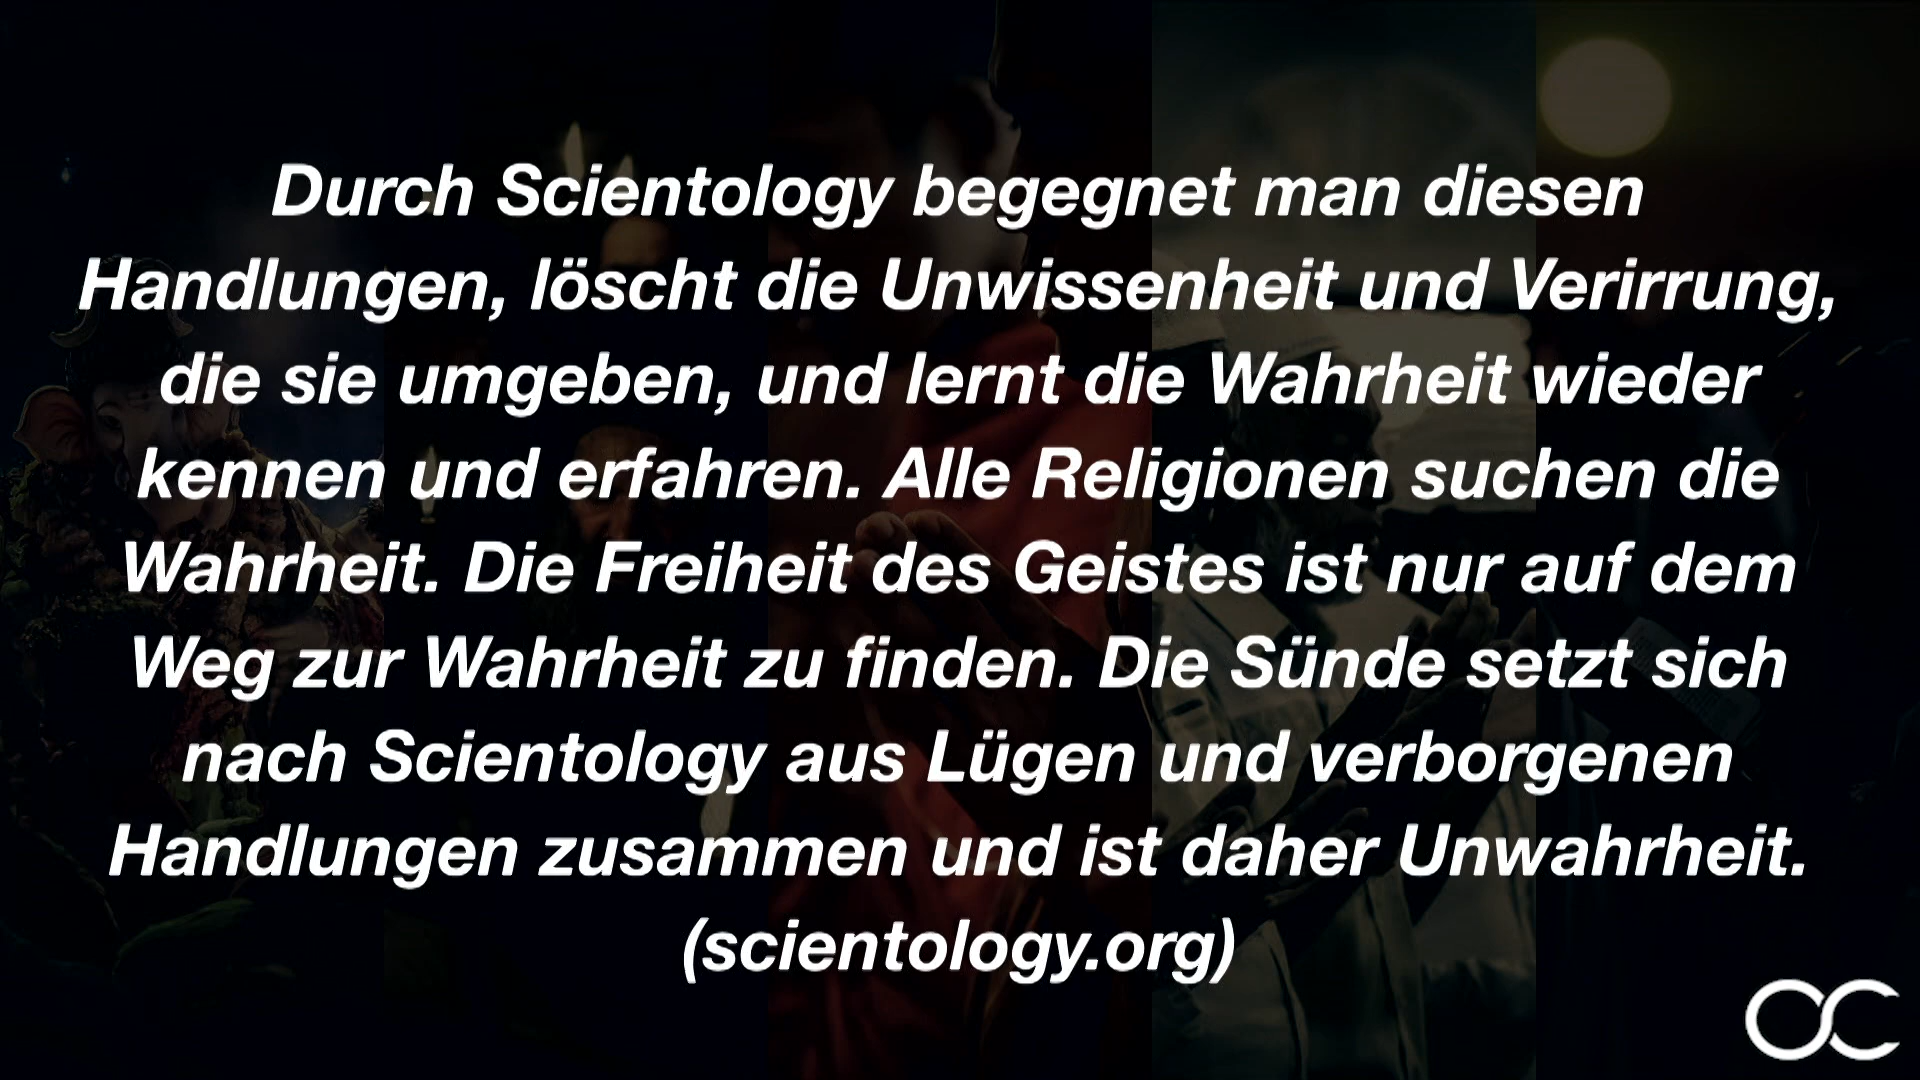 Durch Scientology begegnet man diesen
Handlungen, löscht die Unwissenheit und Verirrung,
die sie umgeben, und lernt die Wahrheit wieder
kennen und erfahren. Alle Religionen suchen die
Wahrheit. Die Freiheit des Geistes ist nur auf dem
Weg zur Wahrheit zu finden. Die Sünde setzt sich
nach Scientology aus Lügen und verborgenen
Handlungen zusammen und ist daher Unwahrheit.
(scientology.org)
OC